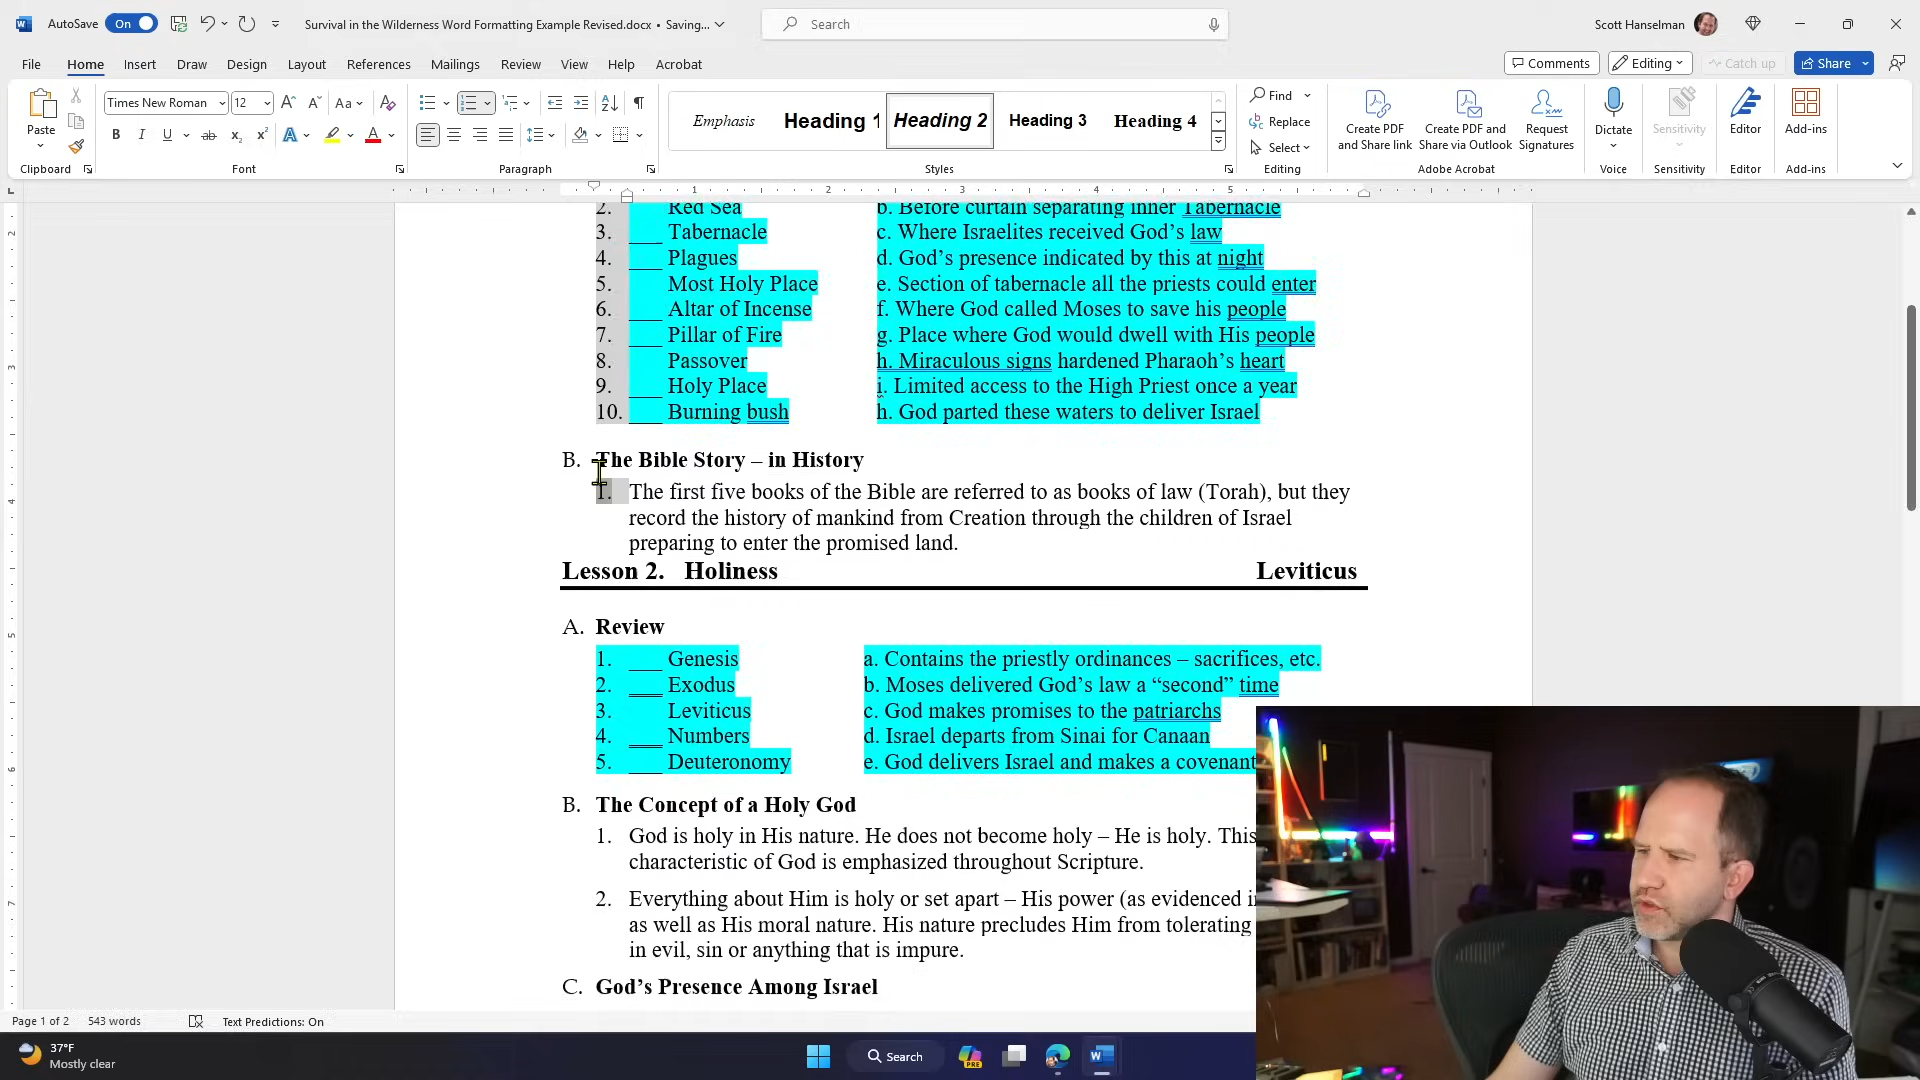 AutoSave On Survival in the Wilderness Word Formatting Example Revised.docx • Saving... Search Scott Hanselman
File Home Insert Draw Design Layout References Mailings Review View Help Acrobat Comments Editing Catch up Share
Times New Roman 12 Aa
Paste
Emphasis Heading 1 Heading 2 Heading 3 Heading 4
Find
Replace
Select
Create PDF and Share link
Create PDF and Share via Outlook
Request Signatures
Dictate
Sensitivity
Editor
Add-ins
Clipboard Font Paragraph Styles Editing Adobe Acrobat Voice Sensitivity Editor Add-ins
1 2 3 4 5
2. Red Sea b. Before curtain separating inner Tabernacle
3. ___ Tabernacle c. Where Israelites received God’s law
4. ___ Plagues d. God’s presence indicated by this at night
5. ___ Most Holy Place e. Section of tabernacle all the priests could enter
6. ___ Altar of Incense f. Where God called Moses to save his people
7. ___ Pillar of Fire g. Place where God would dwell with His people
8. ___ Passover h. Miraculous signs hardened Pharaoh’s heart
9. ___ Holy Place i. Limited access to the High Priest once a year
10. ___ Burning bush h. God parted these waters to deliver Israel
B. The Bible Story – in History
1. The first five books of the Bible are referred to as books of law (Torah), but they
record the history of mankind from Creation through the children of Israel
preparing to enter the promised land.
Lesson 2. Holiness Leviticus
A. Review
1. ___ Genesis a. Contains the priestly ordinances – sacrifices, etc.
2. ___ Exodus b. Moses delivered God’s law a “second” time
3. ___ Leviticus c. God makes promises to the patriarchs
4. ___ Numbers d. Israel departs from Sinai for Canaan
5. ___ Deuteronomy e. God delivers Israel and makes a covenant
B. The Concept of a Holy God
1. God is holy in His nature. He does not become holy – He is holy. This
characteristic of God is emphasized throughout Scripture.
2. Everything about Him is holy or set apart – His power (as evidenced
as well as His moral nature. His nature precludes Him from tolerating
in evil, sin or anything that is impure.
C. God’s Presence Among Israel
Page 1 of 2 543 words Text Predictions: On
37°F
Mostly clear
Search
PRE